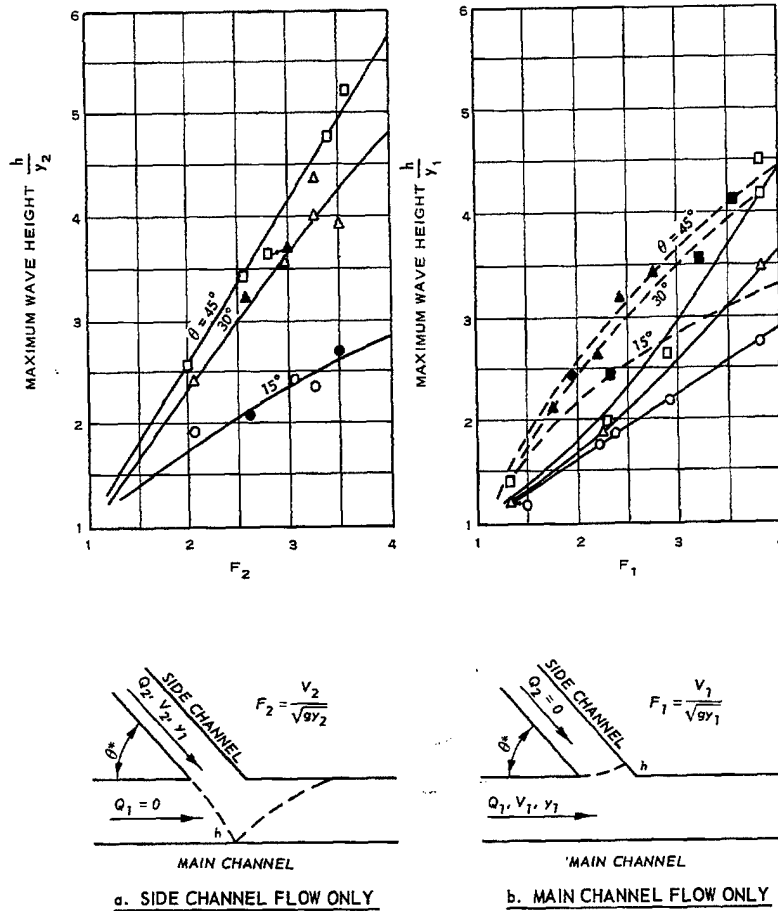 MAXIMUM WAVE HEIGHT h/y₂
6
5
4
3
2
1
1 2 3 4
F₂
θ = 45°
30°
15°
MAXIMUM WAVE HEIGHT h/y₁
6
5
4
3
2
1
1 2 3 4
F₁
θ = 45°
30°
15°
SIDE CHANNEL
Q₂, V₂, y₁
F₂ = V₂/√gy₂
θ*
Q₁ = 0
h
MAIN CHANNEL
a. SIDE CHANNEL FLOW ONLY
SIDE CHANNEL
Q₂ = 0
F₁ = V₁/√gy₁
θ*
h
Q₁, V₁, y₁
'MAIN CHANNEL
b. MAIN CHANNEL FLOW ONLY